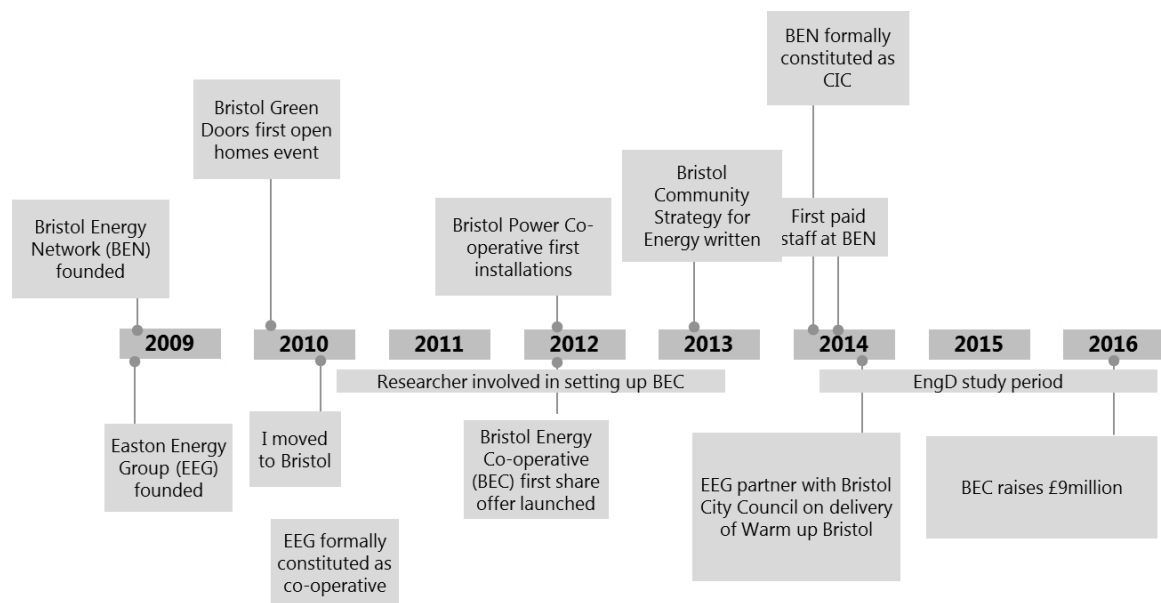 BEN formally
constituted as
CIC
Bristol Green
Doors first open
homes event
Bristol
Community
Strategy for
Energy written
Bristol Energy
Network (BEN)
founded
Bristol Power Co-
operative first
installations
First paid
staff at BEN
2009
2010
2011
2012
2013
2014
2015
2016
Researcher involved in setting up BEC
EngD study period
Easton Energy
Group (EEG)
founded
I moved
to Bristol
Bristol Energy
Co-operative
(BEC) first share
offer launched
EEG partner with Bristol
City Council on delivery
of Warm up Bristol
BEC raises £9million
EEG formally
constituted as
co-operative